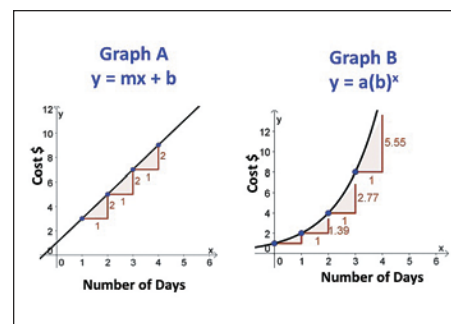 Graph A
y = mx + b
12
y
10
8
6
4
2
0
2
1
2
1
2
1
x
0 1 2 3 4 5 6
Cost $
Number of Days
Graph B
y = a(b)ˣ
y
12
10
8
6
4
2
0
5.55
1
2.77
1
1.39
1
x
0 1 2 3 4 5 6
Cost $
Number of Days